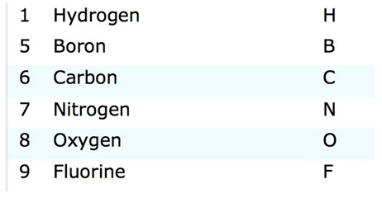 1 Hydrogen H
5 Boron B
6 Carbon C
7 Nitrogen N
8 Oxygen O
9 Fluorine F